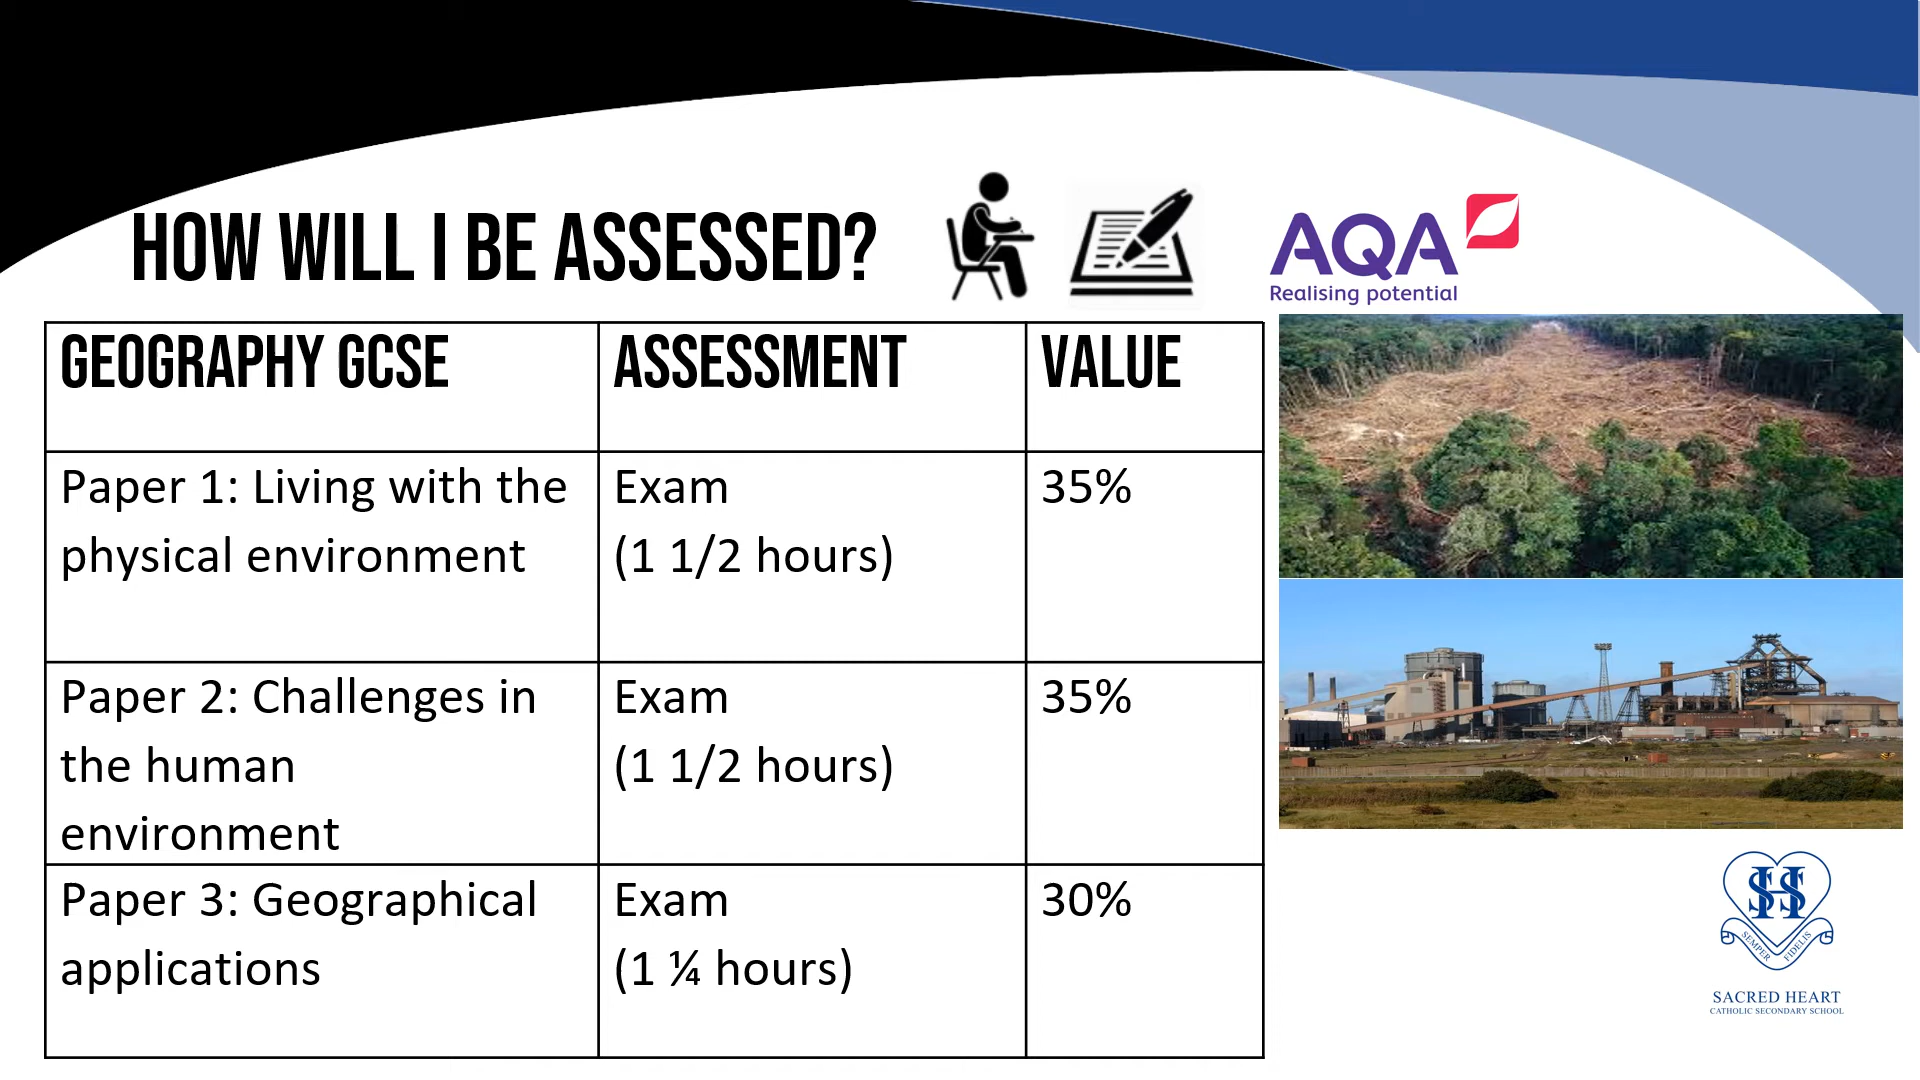 HOW WILL I BE ASSESSED?
AQA
Realising potential
GEOGRAPHY GCSE
ASSESSMENT
VALUE
Paper 1: Living with the
physical environment
Exam
(1 1/2 hours)
35%
Paper 2: Challenges in
the human
environment
Exam
(1 1/2 hours)
35%
Paper 3: Geographical
applications
Exam
(1 ¼ hours)
30%
SH
SEMPER FIDELIS
SACRED HEART
CATHOLIC SECONDARY SCHOOL